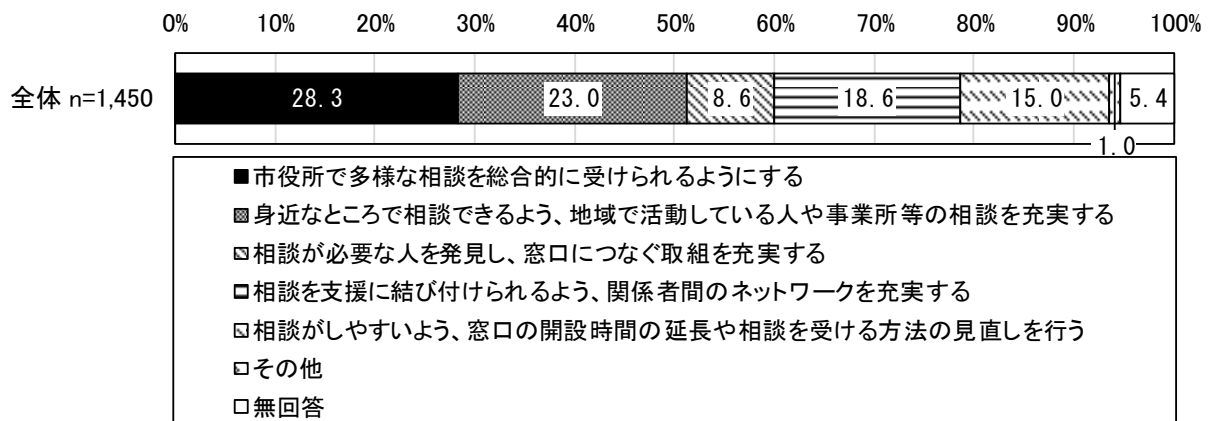 0% 10% 20% 30% 40% 50% 60% 70% 80% 90% 100%
全体 n=1,450 28.3 23.0 8.6 18.6 15.0 5.4
1.0
■市役所で多様な相談を総合的に受けられるようにする
身近なところで相談できるよう、地域で活動している人や事業所等の相談を充実する
相談が必要な人を発見し、窓口につなぐ取組を充実する
相談を支援に結び付けられるよう、関係者間のネットワークを充実する
相談がしやすいよう、窓口の開設時間の延長や相談を受ける方法の見直しを行う
その他
□無回答